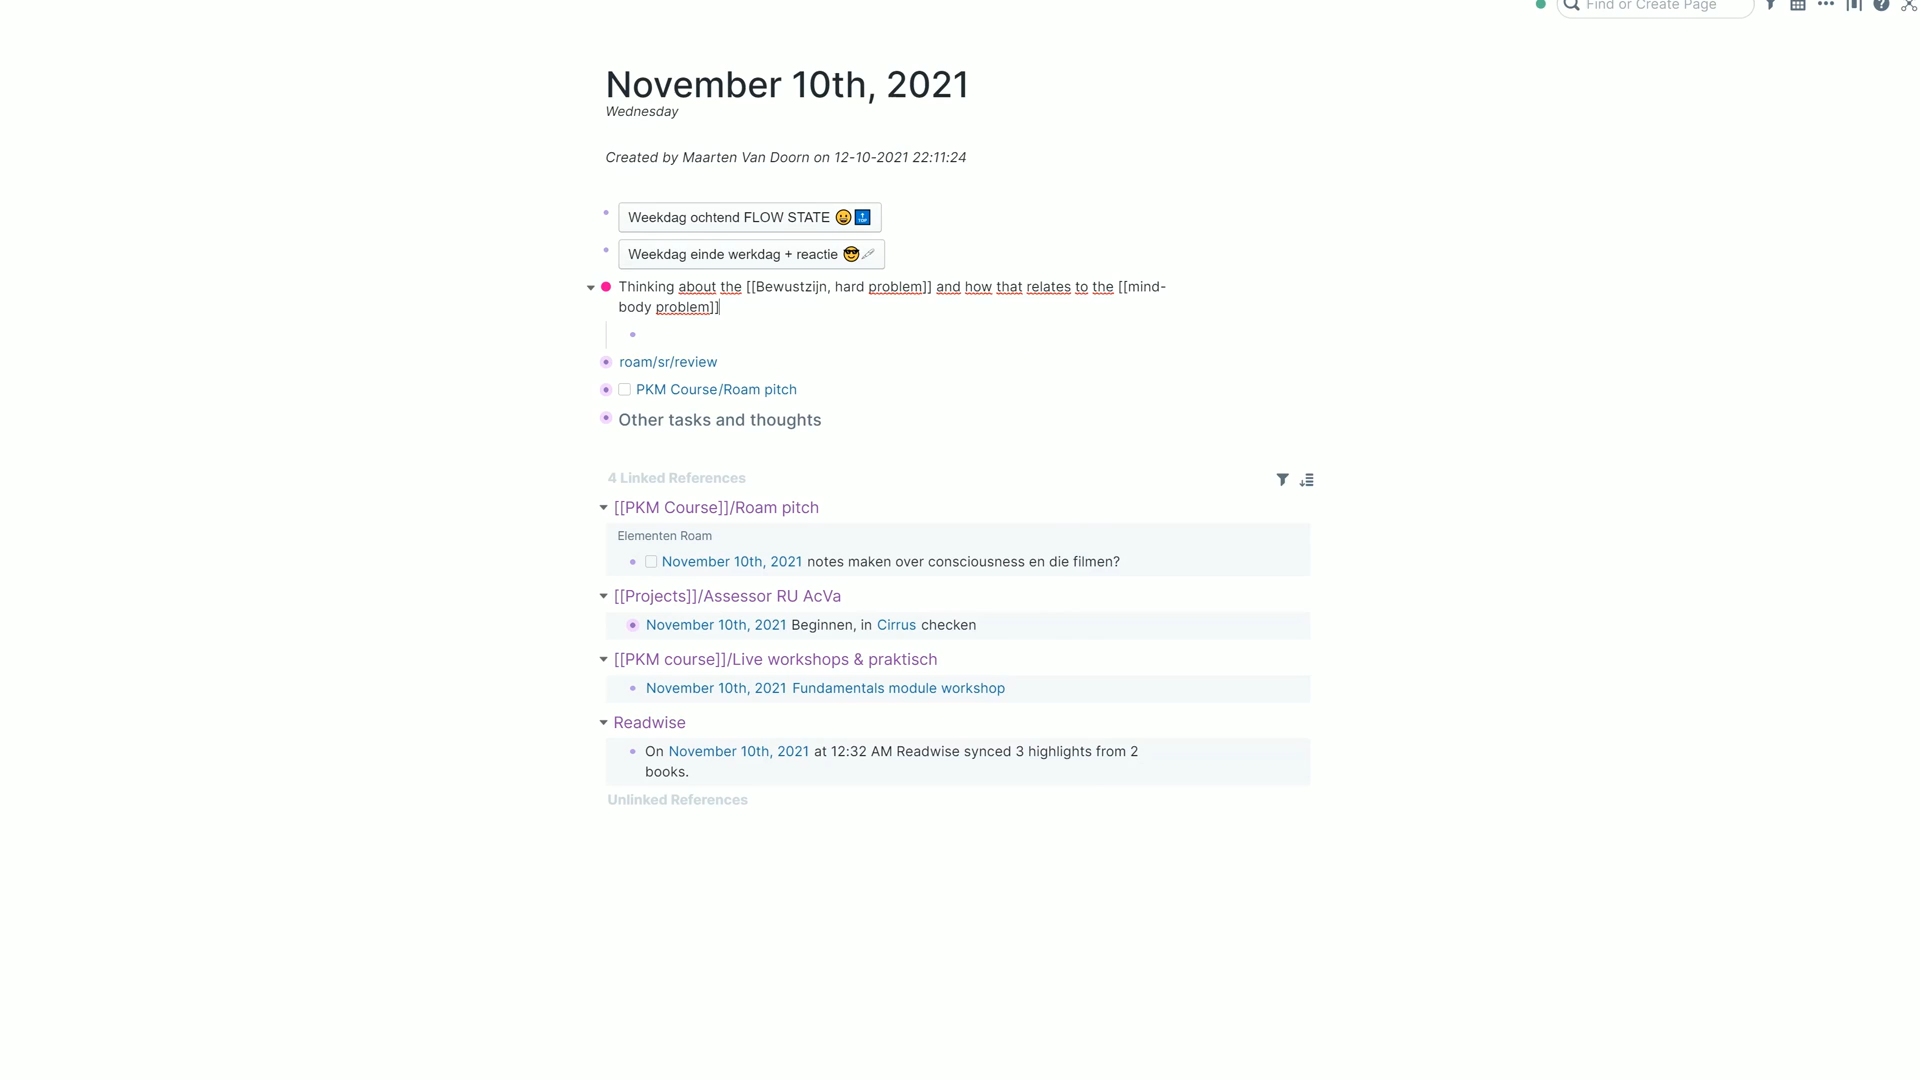 Find or Create Page
November 10th, 2021
Wednesday
Created by Maarten Van Doorn on 12-10-2021 22:11:24
Weekdag ochtend FLOW STATE 😀🔝
Weekdag einde werkdag + reactie 😎🖋
Thinking about the [[Bewustzijn, hard problem]] and how that relates to the [[mind-
body problem]]
roam/sr/review
PKM Course/Roam pitch
Other tasks and thoughts
4 Linked References
[[PKM Course]]/Roam pitch
Elementen Roam
November 10th, 2021 notes maken over consciousness en die filmen?
[[Projects]]/Assessor RU AcVa
November 10th, 2021 Beginnen, in Cirrus checken
[[PKM course]]/Live workshops & praktisch
November 10th, 2021 Fundamentals module workshop
Readwise
On November 10th, 2021 at 12:32 AM Readwise synced 3 highlights from 2
books.
Unlinked References